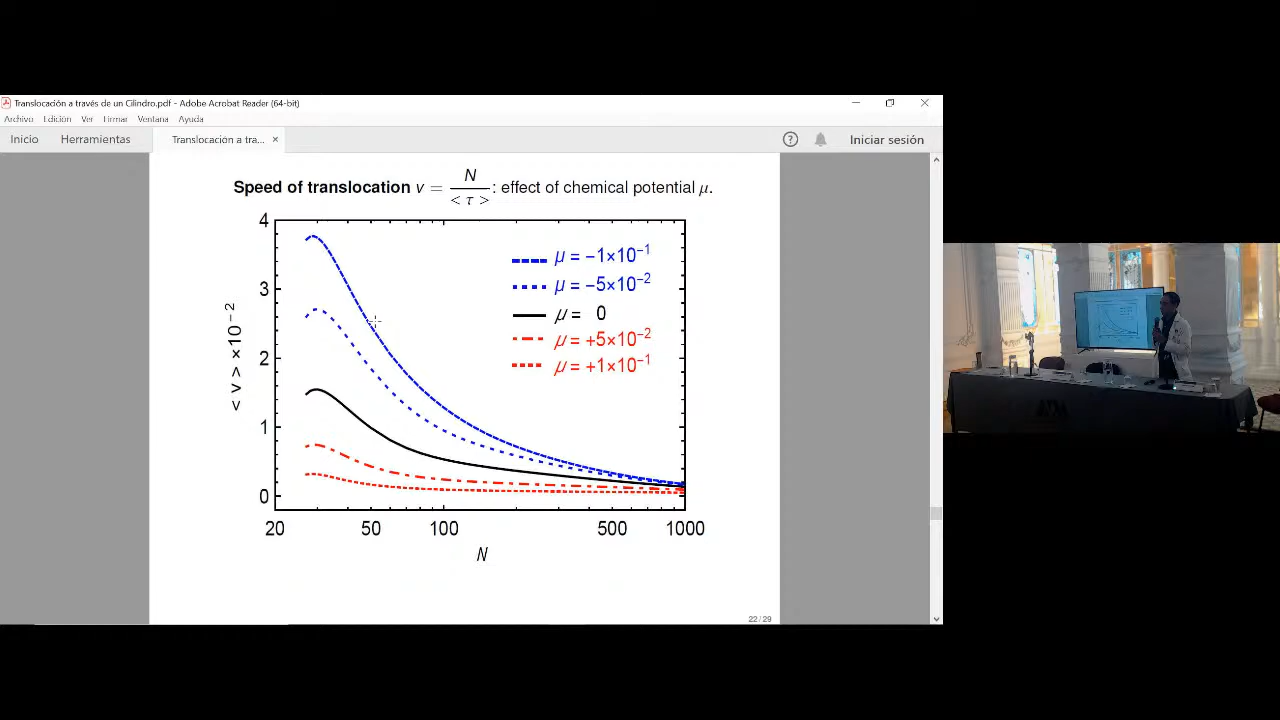 Translocación a través de un Cilindro.pdf - Adobe Acrobat Reader (64-bit)
Archivo Edición Ver Firmar Ventana Ayuda
Inicio Herramientas Translocación a tra... × ? Iniciar sesión
Speed of translocation v = N / < τ > : effect of chemical potential μ.
4
3
2
1
0
< v > ×10⁻²
μ = −1×10⁻¹
μ = −5×10⁻²
μ = 0
μ = +5×10⁻²
μ = +1×10⁻¹
20 50 100 500 1000
N
22 / 29